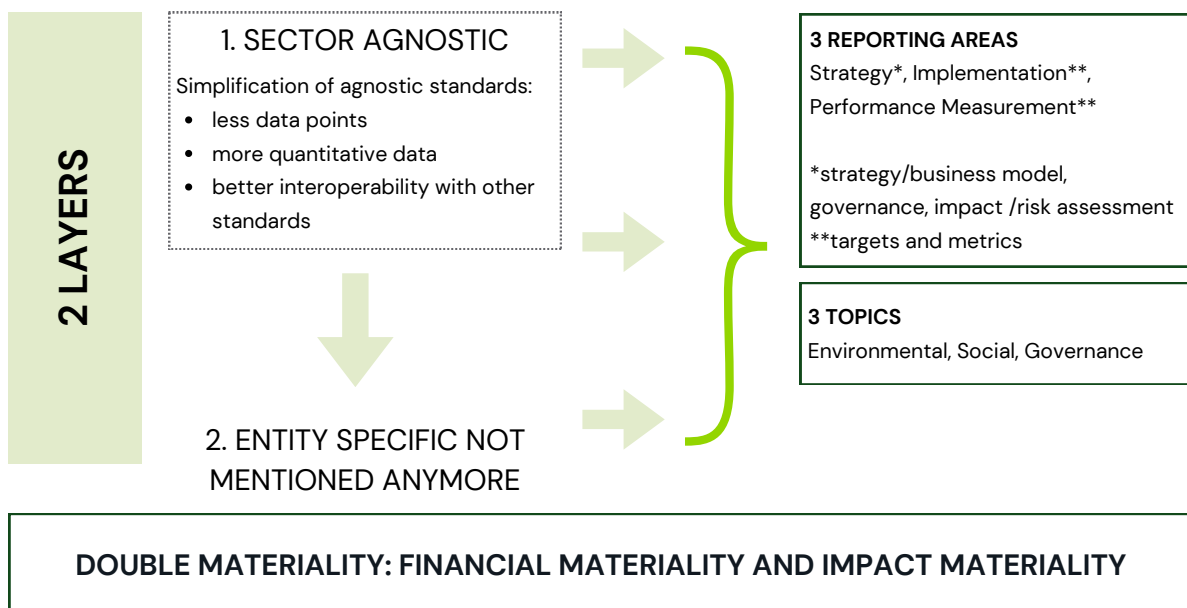 2 LAYERS
1. SECTOR AGNOSTIC
Simplification of agnostic standards:
• less data points
• more quantitative data
• better interoperability with other
standards
2. ENTITY SPECIFIC NOT
MENTIONED ANYMORE
3 REPORTING AREAS
Strategy*, Implementation**,
Performance Measurement**
*strategy/business model,
governance, impact /risk assessment
**targets and metrics
3 TOPICS
Environmental, Social, Governance
DOUBLE MATERIALITY: FINANCIAL MATERIALITY AND IMPACT MATERIALITY